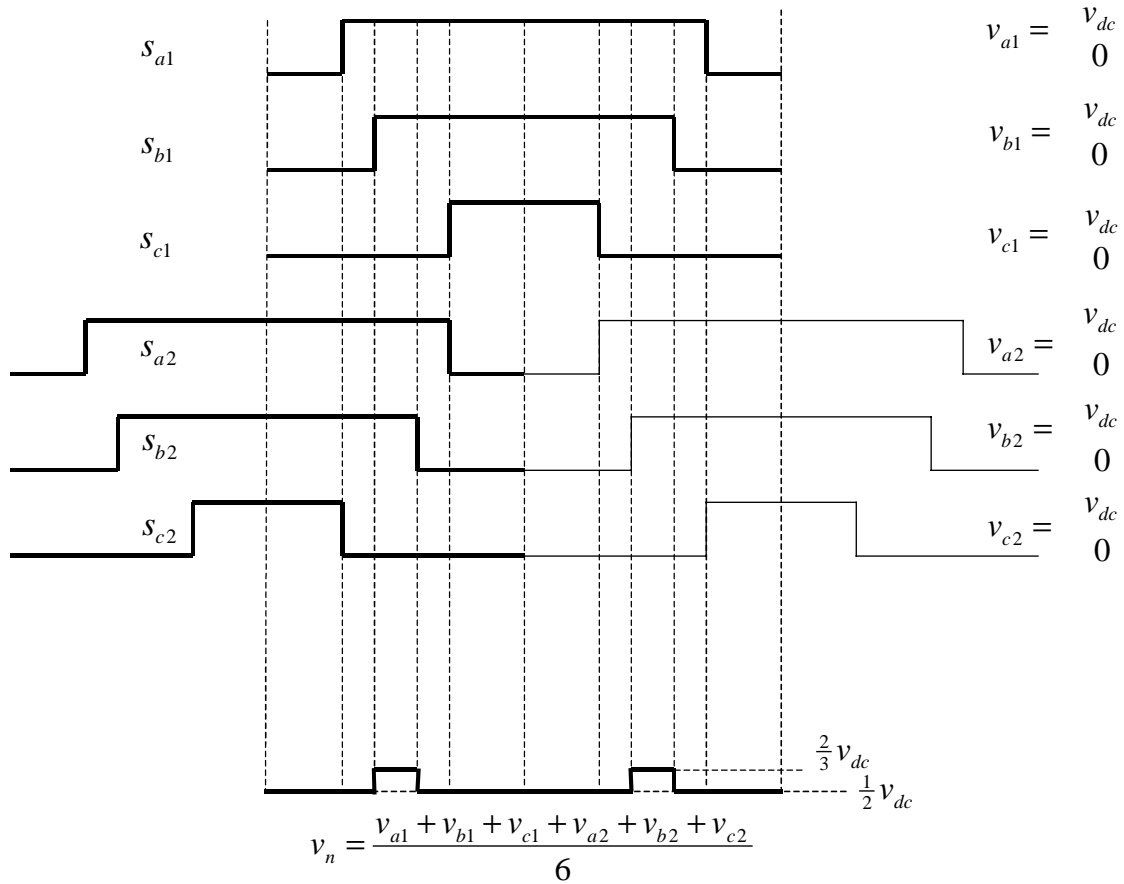 s_{a1} v_{a1} = v_{dc} 0
s_{b1} v_{b1} = v_{dc} 0
s_{c1} v_{c1} = v_{dc} 0
s_{a2} v_{a2} = v_{dc} 0
s_{b2} v_{b2} = v_{dc} 0
s_{c2} v_{c2} = v_{dc} 0
\frac{2}{3} v_{dc}
\frac{1}{2} v_{dc}
v_n = \frac{v_{a1} + v_{b1} + v_{c1} + v_{a2} + v_{b2} + v_{c2}}{6}